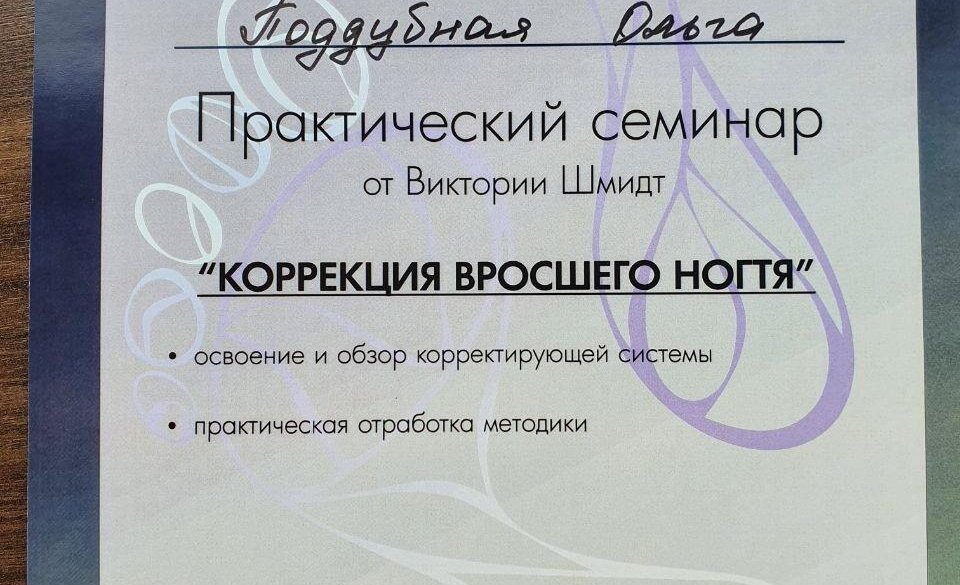 Поддубная Ольга
Практический семинар
от Виктории Шмидт
“КОРРЕКЦИЯ ВРОСШЕГО НОГТЯ”
• освоение и обзор корректирующей системы
• практическая отработка методики